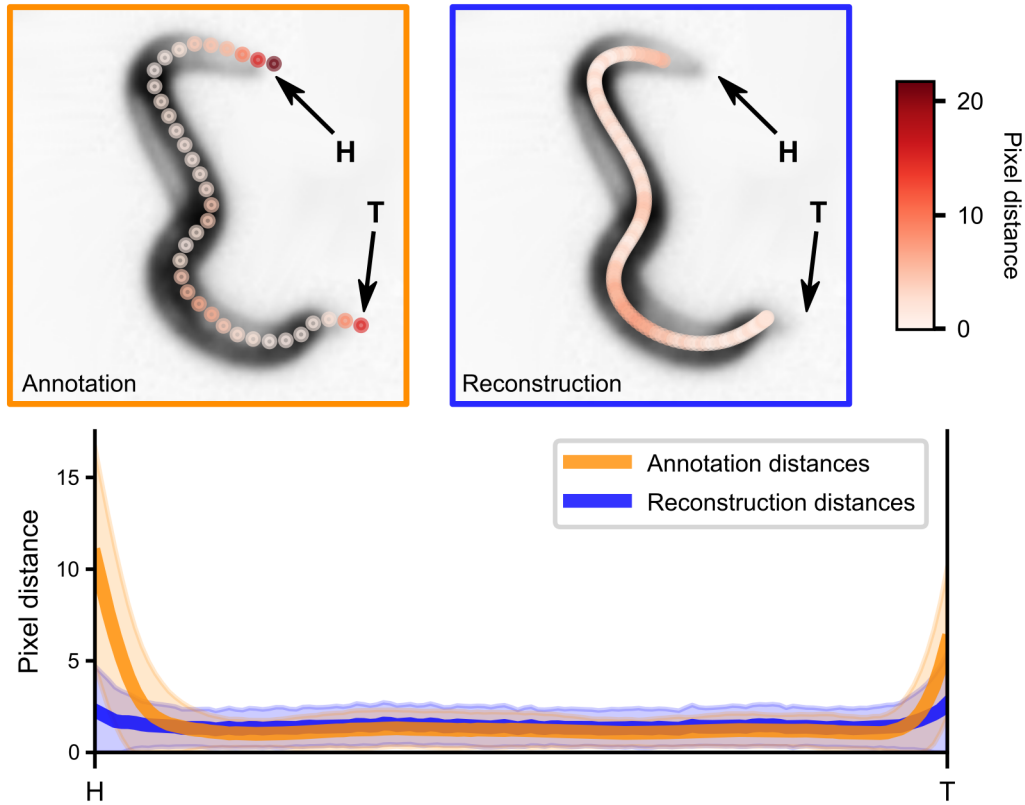 H
T
Annotation
H
T
Reconstruction
20
10
0
Pixel distance
15
10
5
0
Pixel distance
Annotation distances
Reconstruction distances
H
T